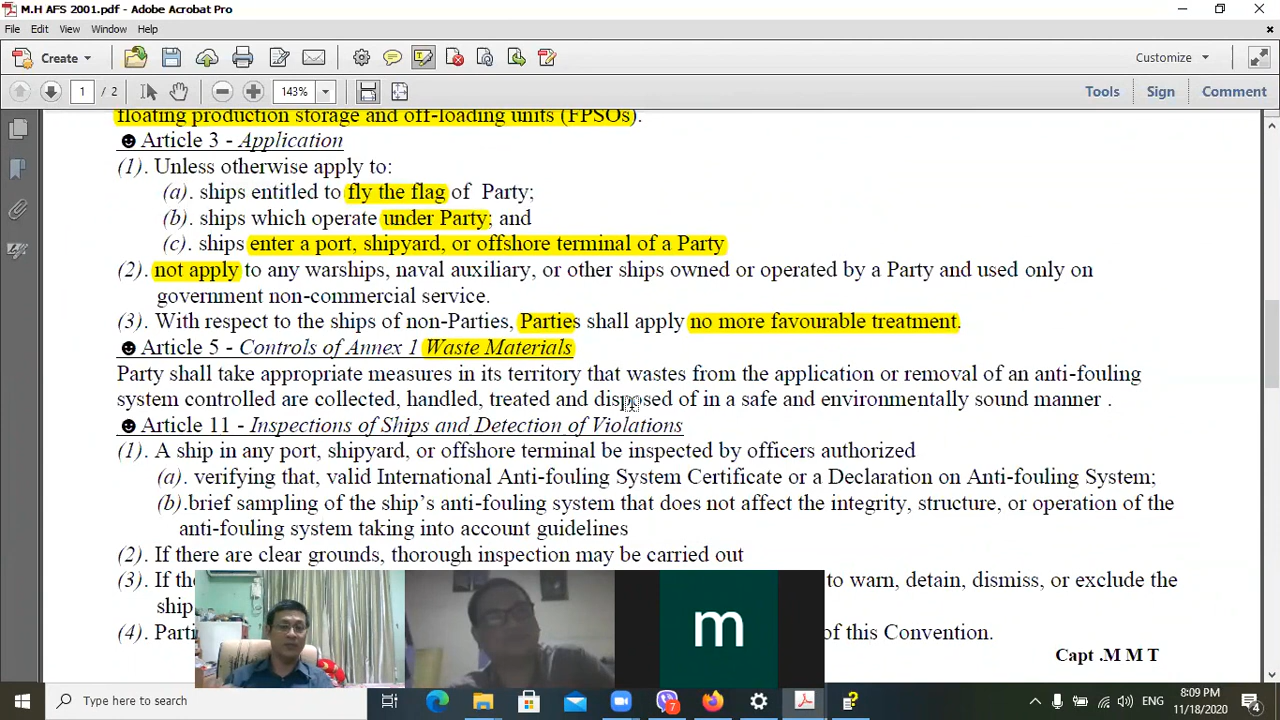 M.H AFS 2001.pdf - Adobe Acrobat Pro
File Edit View Window Help
Create Customize
1 / 2 143% Tools Sign Comment
floating production storage and off-loading units (FPSOs).
☻Article 3 - Application
(1). Unless otherwise apply to:
(a). ships entitled to fly the flag of Party;
(b). ships which operate under Party; and
(c). ships enter a port, shipyard, or offshore terminal of a Party
(2). not apply to any warships, naval auxiliary, or other ships owned or operated by a Party and used only on
government non-commercial service.
(3). With respect to the ships of non-Parties, Parties shall apply no more favourable treatment.
☻Article 5 - Controls of Annex 1 Waste Materials
Party shall take appropriate measures in its territory that wastes from the application or removal of an anti-fouling
system controlled are collected, handled, treated and disposed of in a safe and environmentally sound manner .
☻Article 11 - Inspections of Ships and Detection of Violations
(1). A ship in any port, shipyard, or offshore terminal be inspected by officers authorized
(a). verifying that, valid International Anti-fouling System Certificate or a Declaration on Anti-fouling System;
(b).brief sampling of the ship's anti-fouling system that does not affect the integrity, structure, or operation of the
anti-fouling system taking into account guidelines
(2). If there are clear grounds, thorough inspection may be carried out
(3). If the to warn, detain, dismiss, or exclude the
ship
(4). Parti of this Convention.
m
Capt .M M T
Type here to search 7 ENG 8:09 PM
11/18/2020 4